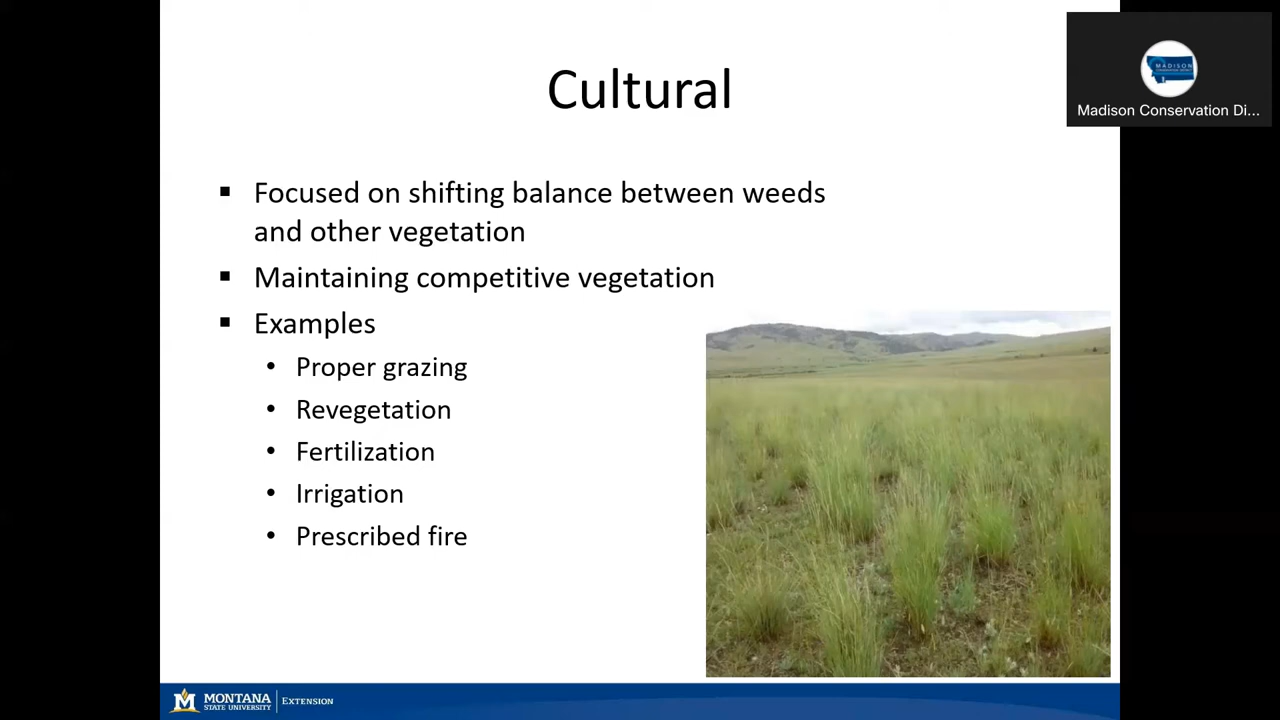 Cultural
MADISON
Madison Conservation Di...
▪ Focused on shifting balance between weeds
and other vegetation
▪ Maintaining competitive vegetation
▪ Examples
• Proper grazing
• Revegetation
• Fertilization
• Irrigation
• Prescribed fire
M MONTANA
STATE UNIVERSITY
EXTENSION